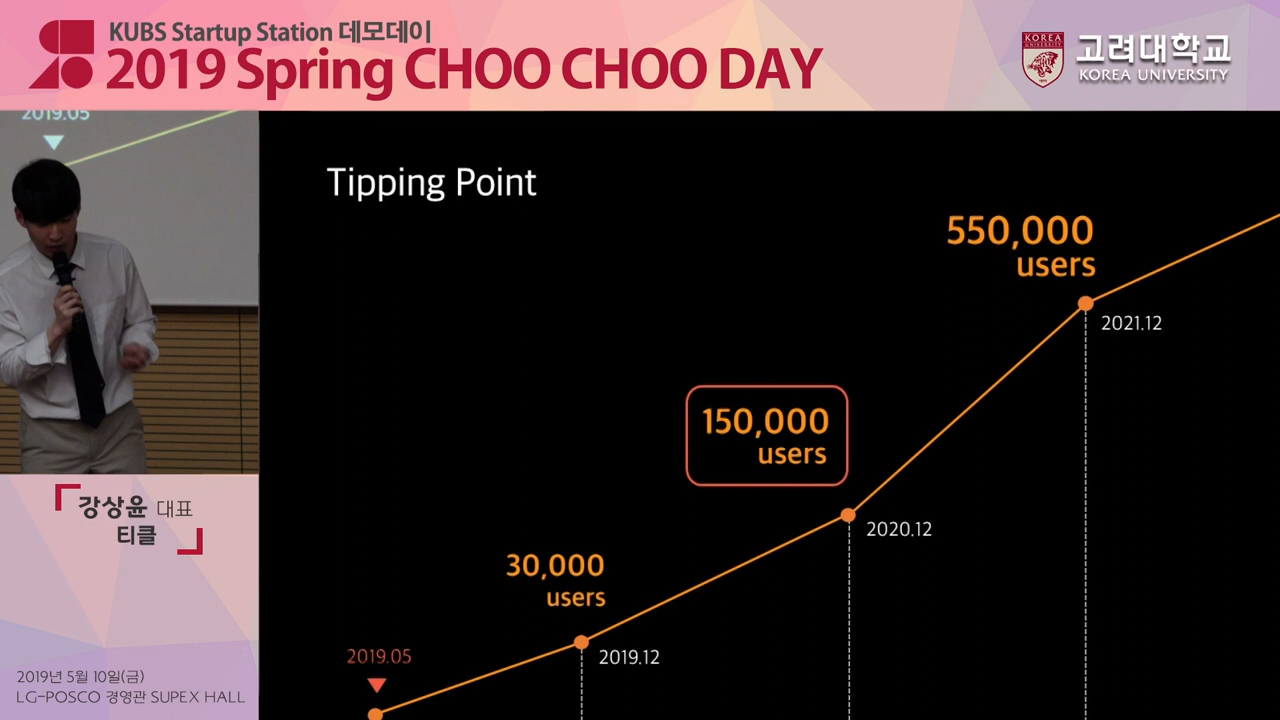 KUBS Startup Station 데모데이
2019 Spring CHOO CHOO DAY
KOREA
UNIVERSITY
고려대학교
KOREA UNIVERSITY
2019.05
Tipping Point
550,000
users
2021.12
150,000
users
2020.12
30,000
users
2019.12
2019.05
강상윤 대표
티클
2019년 5월 10일(금)
LG-POSCO 경영관 SUPEX HALL